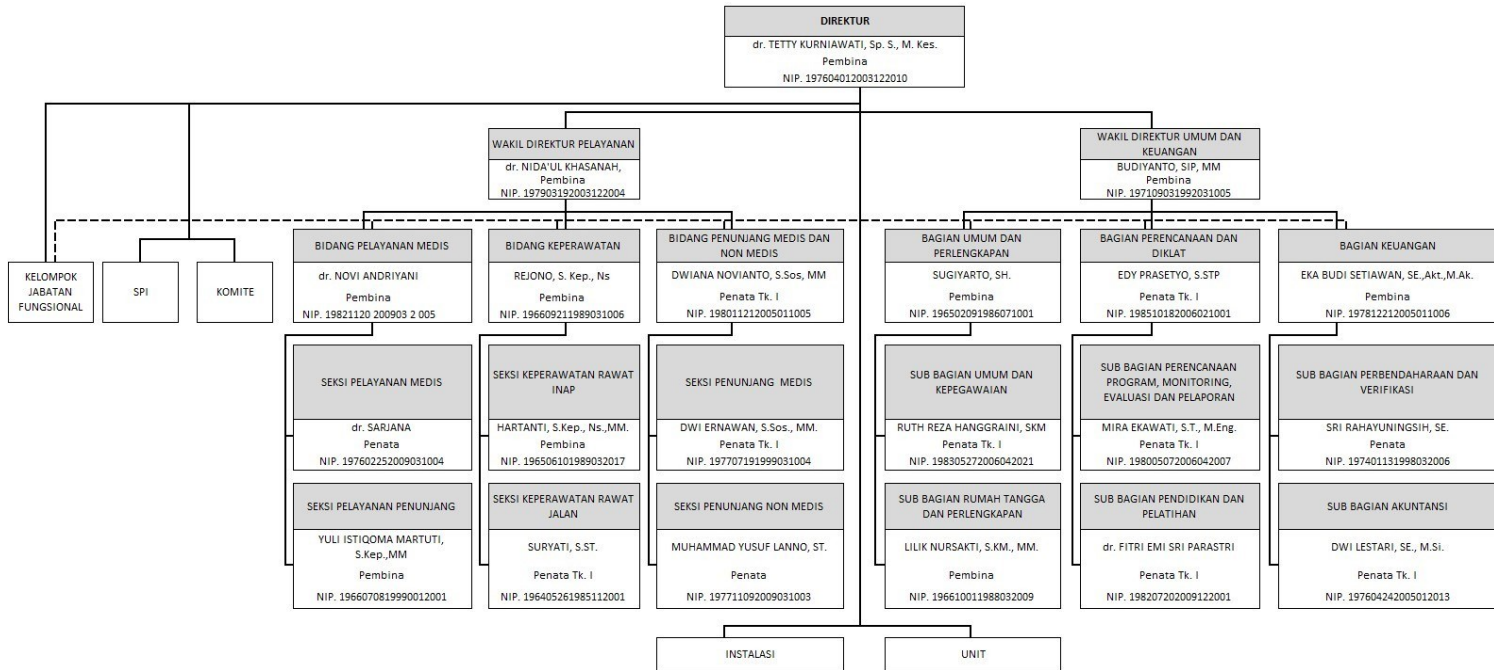 DIREKTUR
dr. TETTY KURNIAWATI, Sp. S., M. Kes.
Pembina
NIP. 197604012003122010
WAKIL DIREKTUR PELAYANAN
dr. NIDA'UL KHASANAH,
Pembina
NIP. 197903192003122004
WAKIL DIREKTUR UMUM DAN
KEUANGAN
BUDIYANTO, SIP, MM
Pembina
NIP. 197109031992031005
KELOMPOK
JABATAN
FUNGSIONAL
SPI
KOMITE
BIDANG PELAYANAN MEDIS
dr. NOVI ANDRIYANI
Pembina
NIP. 19821120 200903 2 005
BIDANG KEPERAWATAN
REJONO, S. Kep., Ns
Pembina
NIP. 196609211989031006
BIDANG PENUNJANG MEDIS DAN
NON MEDIS
DWIANA NOVIANTO, S.Sos, MM
Penata Tk. I
NIP. 198011212005011005
BAGIAN UMUM DAN
PERLENGKAPAN
SUGIYARTO, SH.
Pembina
NIP. 196502091986071001
BAGIAN PERENCANAAN DAN
DIKLAT
EDY PRASETYO, S.STP
Penata Tk. I
NIP. 198510182006021001
BAGIAN KEUANGAN
EKA BUDI SETIAWAN, SE.,Akt.,M.Ak.
Pembina
NIP. 197812212005011006
SEKSI PELAYANAN MEDIS
dr. SARJANA
Penata
NIP. 197602252009031004
SEKSI KEPERAWATAN RAWAT
INAP
HARTANTI, S.Kep., Ns.,MM.
Pembina
NIP. 196506101989032017
SEKSI PENUNJANG MEDIS
DWI ERNAWAN, S.Sos., MM.
Penata Tk. I
NIP. 197707191999031004
SUB BAGIAN UMUM DAN
KEPEGAWAIAN
RUTH REZA HANGGRAINI, SKM
Penata Tk. I
NIP. 198305272006042021
SUB BAGIAN PERENCANAAN
PROGRAM, MONITORING,
EVALUASI DAN PELAPORAN
MIRA EKAWATI, S.T., M.Eng.
Penata Tk. I
NIP. 198005072006042007
SUB BAGIAN PERBENDAHARAAN DAN
VERIFIKASI
SRI RAHAYUNINGSIH, SE.
Penata
NIP. 197401131998032006
SEKSI PELAYANAN PENUNJANG
YULI ISTIQOMA MARTUTI,
S.Kep.,MM
Pembina
NIP. 1966070819990012001
SEKSI KEPERAWATAN RAWAT
JALAN
SURYATI, S.ST.
Penata Tk. I
NIP. 196405261985112001
SEKSI PENUNJANG NON MEDIS
MUHAMMAD YUSUF LANNO, ST.
Penata
NIP. 197711092009031003
SUB BAGIAN RUMAH TANGGA
DAN PERLENGKAPAN
LILIK NURSAKTI, S.KM., MM.
Pembina
NIP. 196610011988032009
SUB BAGIAN PENDIDIKAN DAN
PELATIHAN
dr. FITRI EMI SRI PARASTRI
Penata Tk. I
NIP. 198207202009122001
SUB BAGIAN AKUNTANSI
DWI LESTARI, SE., M.Si.
Penata Tk. I
NIP. 197604242005012013
INSTALASI
UNIT